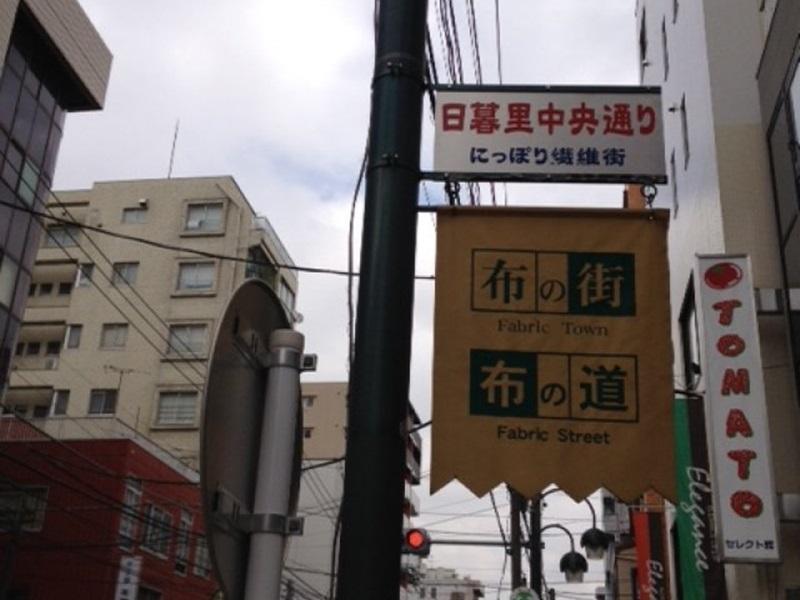 日暮里中央通り
にっぽり繊維街
布の街
Fabric Town
布の道
Fabric Street
TOMATO
セレクト館
Elegance